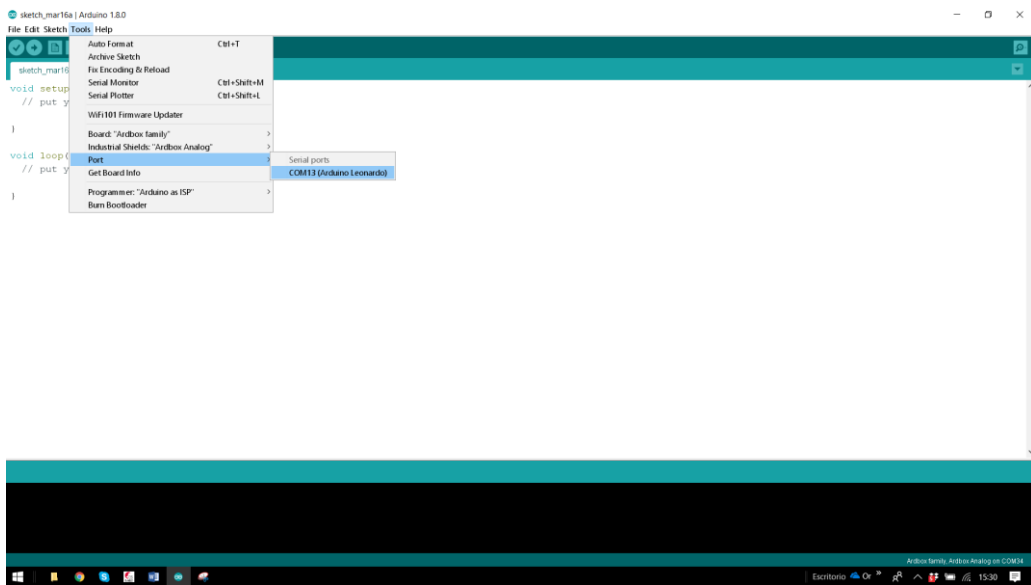 sketch_mar16a | Arduino 1.8.0
File Edit Sketch Tools Help
sketch_mar16
void setup
// put y
}
void loop(
// put y
}
Auto Format Ctrl+T
Archive Sketch
Fix Encoding & Reload
Serial Monitor Ctrl+Shift+M
Serial Plotter Ctrl+Shift+L
WiFi101 Firmware Updater
Board: "Ardbox family"
Industrial Shields: "Ardbox Analog"
Port
Get Board Info
Programmer: "Arduino as ISP"
Burn Bootloader
Serial ports
COM13 (Arduino Leonardo)
Ardbox family, Ardbox Analog on COM34
Escritorio Or 15:30